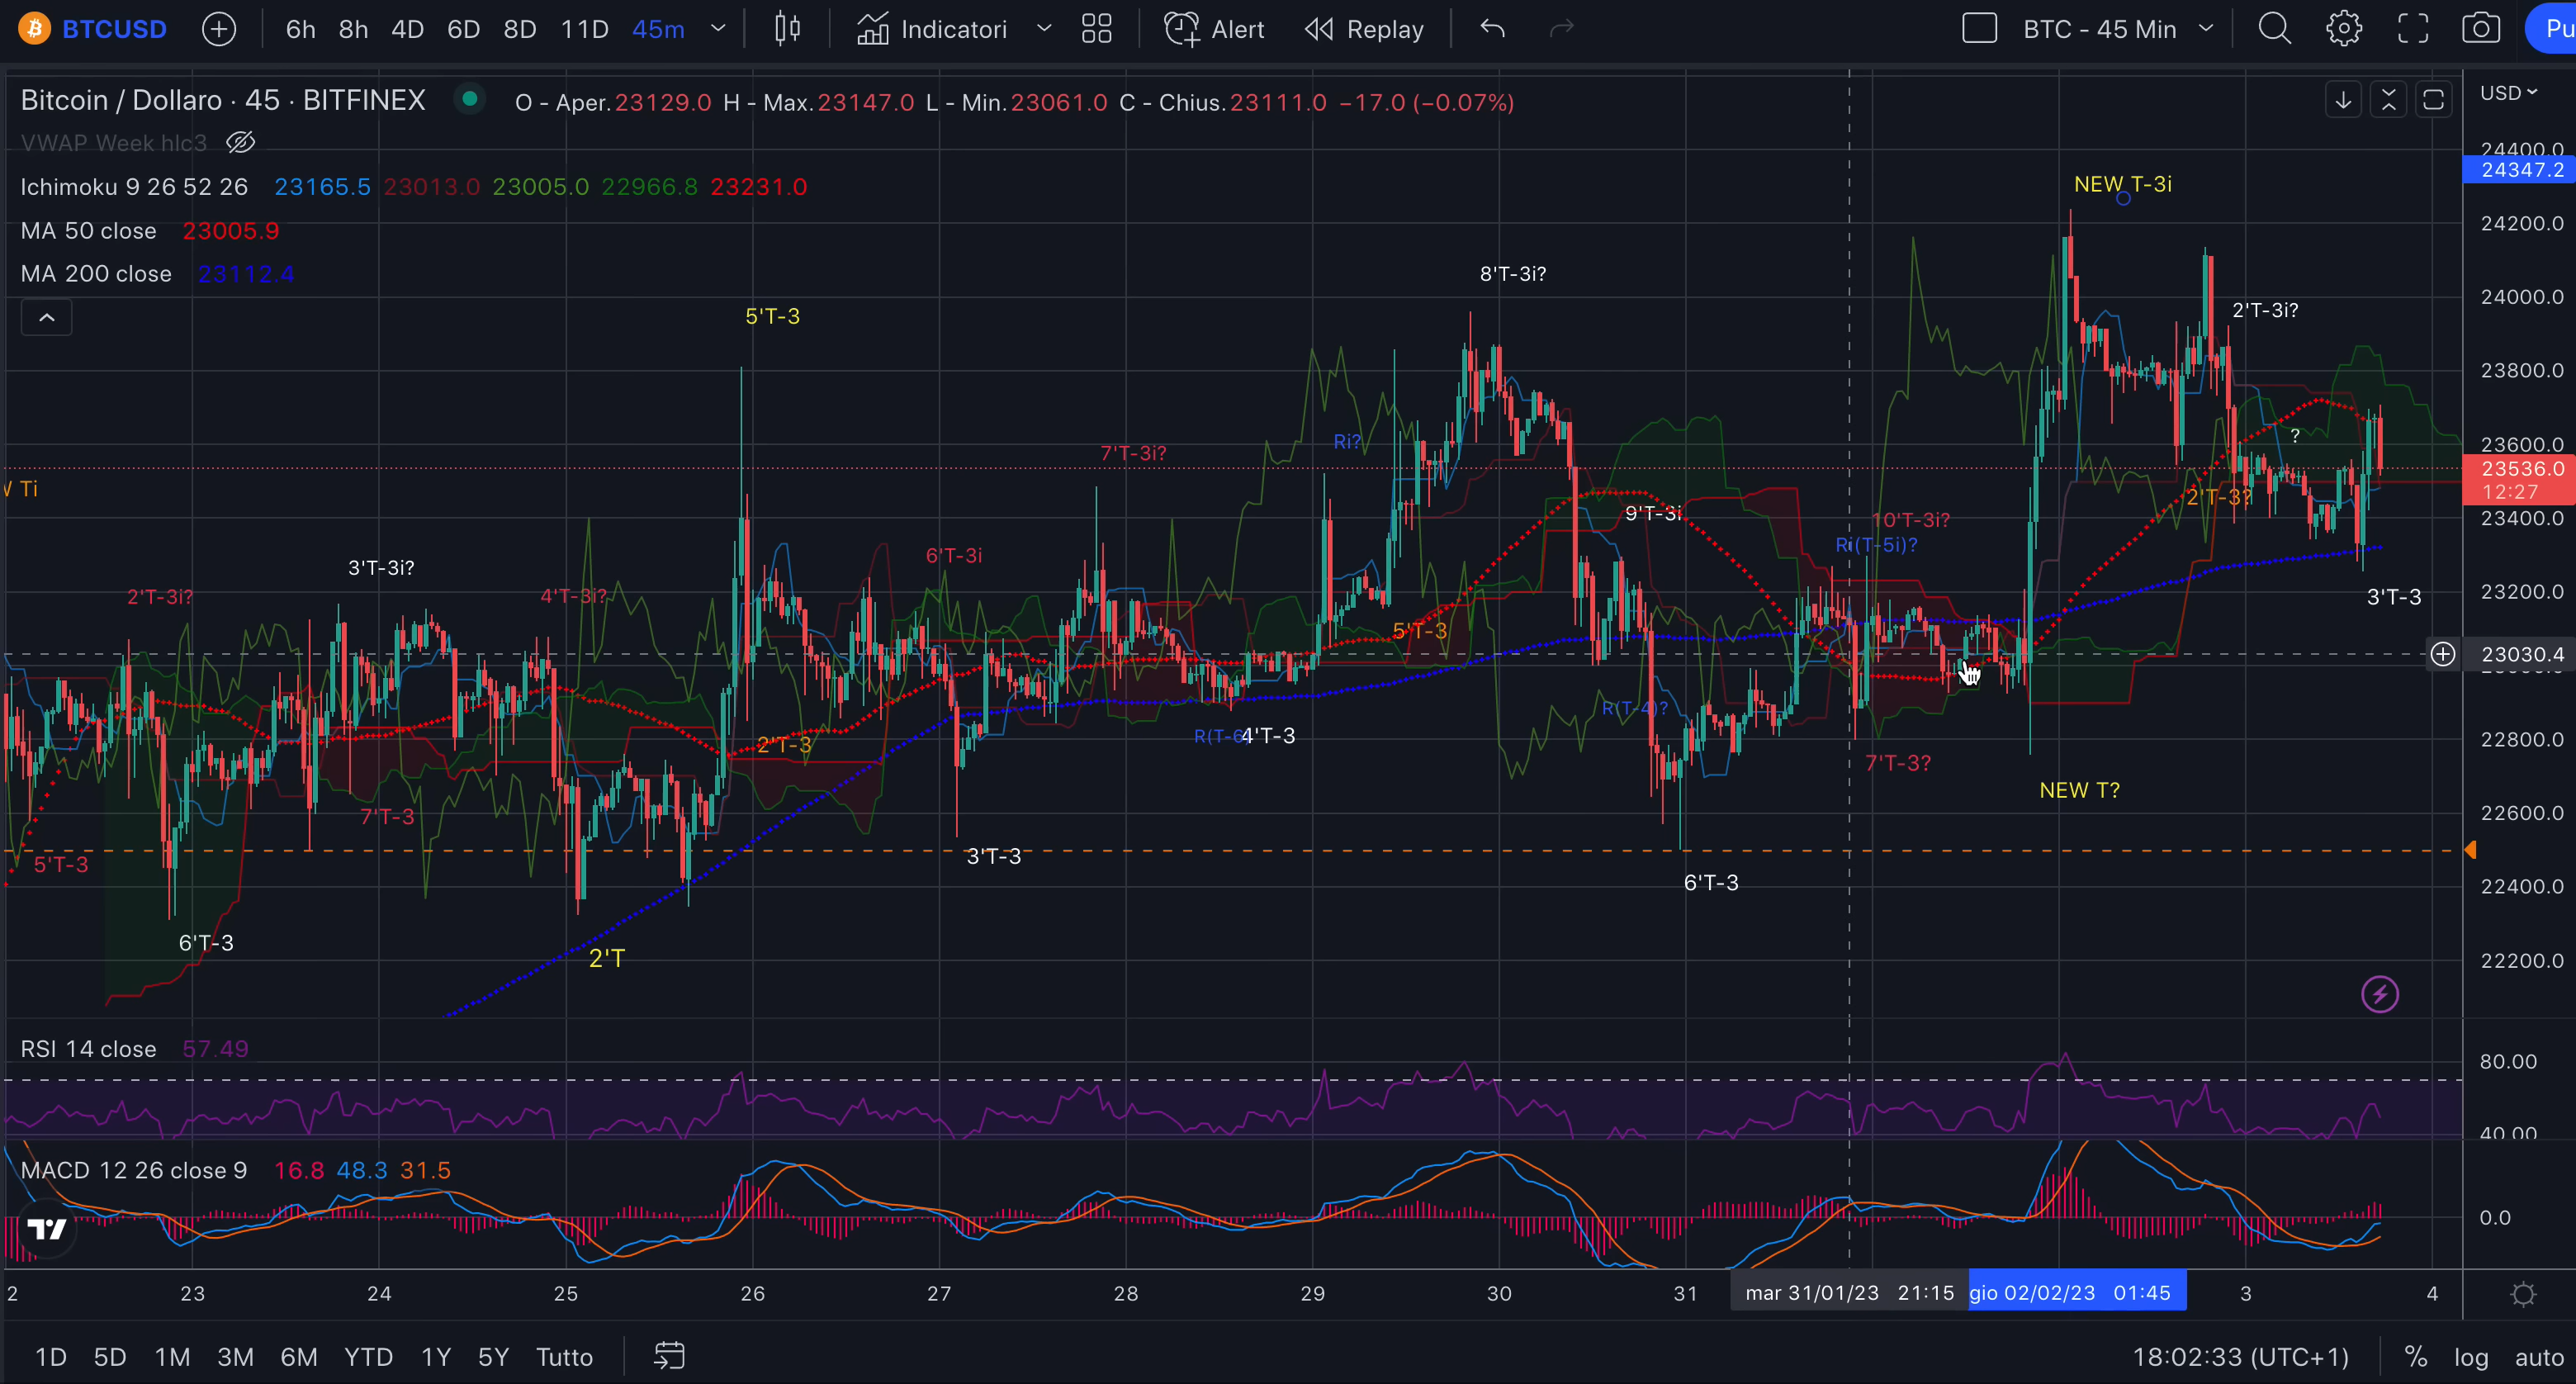 BTCUSD 6h 8h 4D 6D 8D 11D 45m Indicatori Alert Replay BTC - 45 Min Pu
Bitcoin / Dollaro · 45 · BITFINEX O - Aper.23129.0 H - Max.23147.0 L - Min.23061.0 C - Chius.23111.0 −17.0 (−0.07%)
USD
VWAP Week hlc3
Ichimoku 9 26 52 26 23165.5 23013.0 23005.0 22966.8 23231.0
MA 50 close 23005.9
MA 200 close 23112.4
24400.0
24347.2
24200.0
24000.0
23800.0
23600.0
23536.0
12:27
23400.0
23200.0
23030.4
22800.0
22600.0
22400.0
22200.0
NEW T-3i
8'T-3i?
2'T-3i?
5'T-3
Ri?
7'T-3i?
?
Ti
2'T-3?
9'T-3i
10'T-3i?
Ri(T-5i)?
6'T-3i
3'T-3i?
2'T-3i?
4'T-3i?
3'T-3
5'T-3
R(T-4)?
R(T-6)
4'T-3
2'T-3
7'T-3?
NEW T?
7'T-3
5'T-3
3'T-3
6'T-3
6'T-3
2'T
RSI 14 close 57.49
80.00
40.00
MACD 12 26 close 9 16.8 48.3 31.5
0.0
2 23 24 25 26 27 28 29 30 31 mar 31/01/23 21:15 gio 02/02/23 01:45 3 4
1D 5D 1M 3M 6M YTD 1Y 5Y Tutto 18:02:33 (UTC+1) % log auto